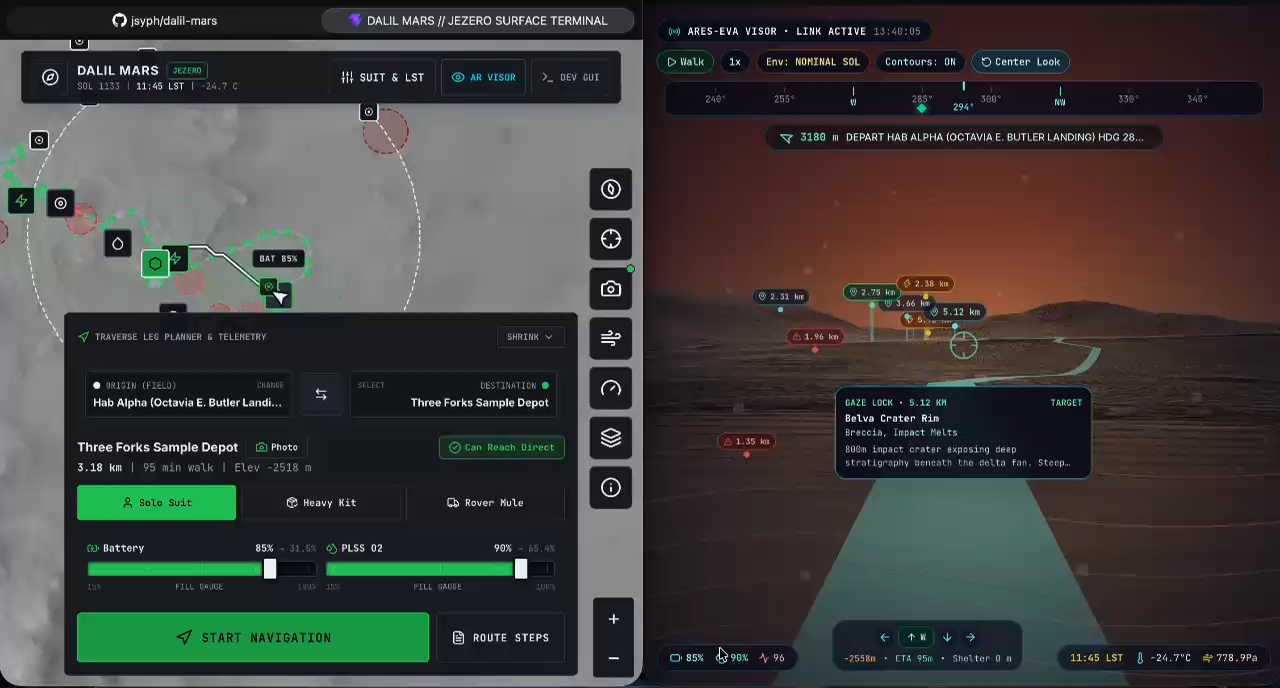 jsyph/dalil-mars
DALIL MARS // JEZERO SURFACE TERMINAL
DALIL MARS JEZERO
SOL 1133 | 11:45 LST | -24.7 C
SUIT & LST
AR VISOR
DEV GUI
BAT 85%
TRAVERSE LEG PLANNER & TELEMETRY
SHRINK
ORIGIN (FIELD) CHANGE
Hab Alpha (Octavia E. Butler Landi...
SELECT DESTINATION
Three Forks Sample Depot
Three Forks Sample Depot
Photo
Can Reach Direct
3.18 km | 95 min walk | Elev -2518 m
Solo Suit
Heavy Kit
Rover Mule
Battery 85% → 31.5%
PLSS O2 90% → 65.4%
15% FILL GAUGE 100%
15% FILL GAUGE 100%
START NAVIGATION
ROUTE STEPS
+
−
ARES-EVA VISOR • LINK ACTIVE 13:40:05
Walk
1x
Env: NOMINAL SOL
Contours: ON
Center Look
240° 255° W 285° 300° NW 330° 345°
294°
3180 m DEPART HAB ALPHA (OCTAVIA E. BUTLER LANDING) HDG 28...
2.38 km
2.31 km
2.75 km
3.66 km
5.12 km
1.96 km
GAZE LOCK • 5.12 KM TARGET
Belva Crater Rim
Breccia, Impact Melts
800m impact crater exposing deep
stratigraphy beneath the delta fan. Steep…
1.35 km
← ↑ W ↓ →
-2558m • ETA 95m • Shelter 0 m
85% 90% 96
11:45 LST -24.7°C 778.9Pa